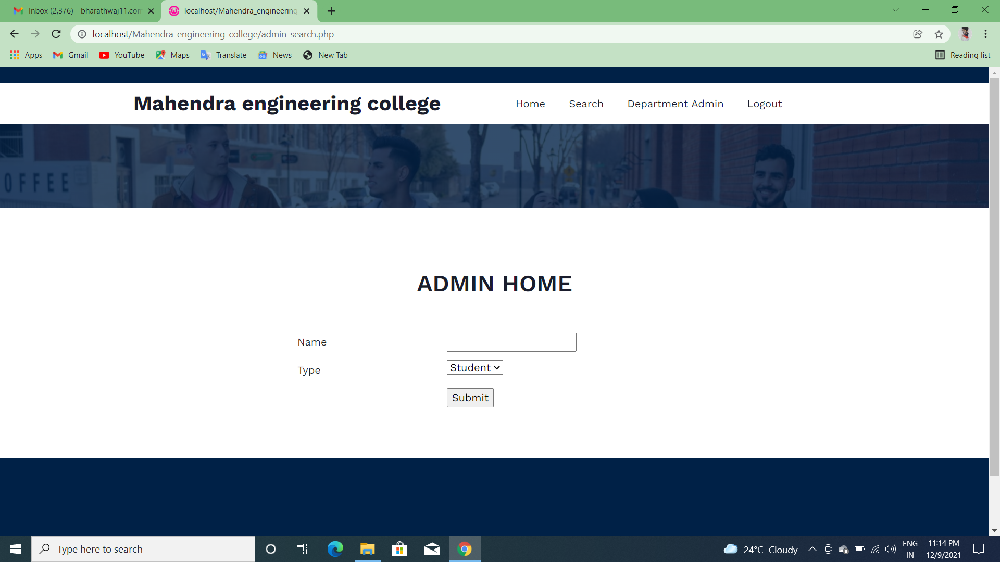 Inbox (2,376) - bharathwaj11.com
localhost/Mahendra_engineering
localhost/Mahendra_engineering_college/admin_search.php
Apps Gmail YouTube Maps Translate News New Tab Reading list
Mahendra engineering college Home Search Department Admin Logout
OFFEE
ADMIN HOME
Name
Type Student
Submit
Type here to search
24°C Cloudy
ENG
IN
11:14 PM
12/9/2021